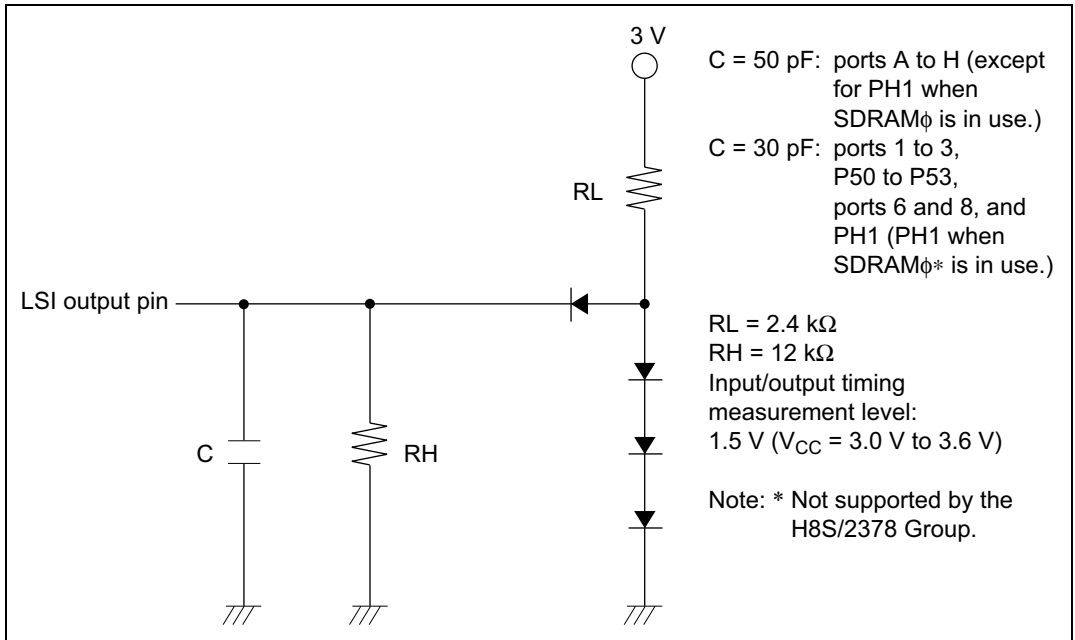 3 V
C = 50 pF: ports A to H (except
for PH1 when
SDRAMϕ is in use.)
C = 30 pF: ports 1 to 3,
P50 to P53,
ports 6 and 8, and
PH1 (PH1 when
SDRAMϕ* is in use.)
RL
LSI output pin
RL = 2.4 kΩ
RH = 12 kΩ
Input/output timing
measurement level:
1.5 V (VCC = 3.0 V to 3.6 V)
C
RH
Note: * Not supported by the
H8S/2378 Group.